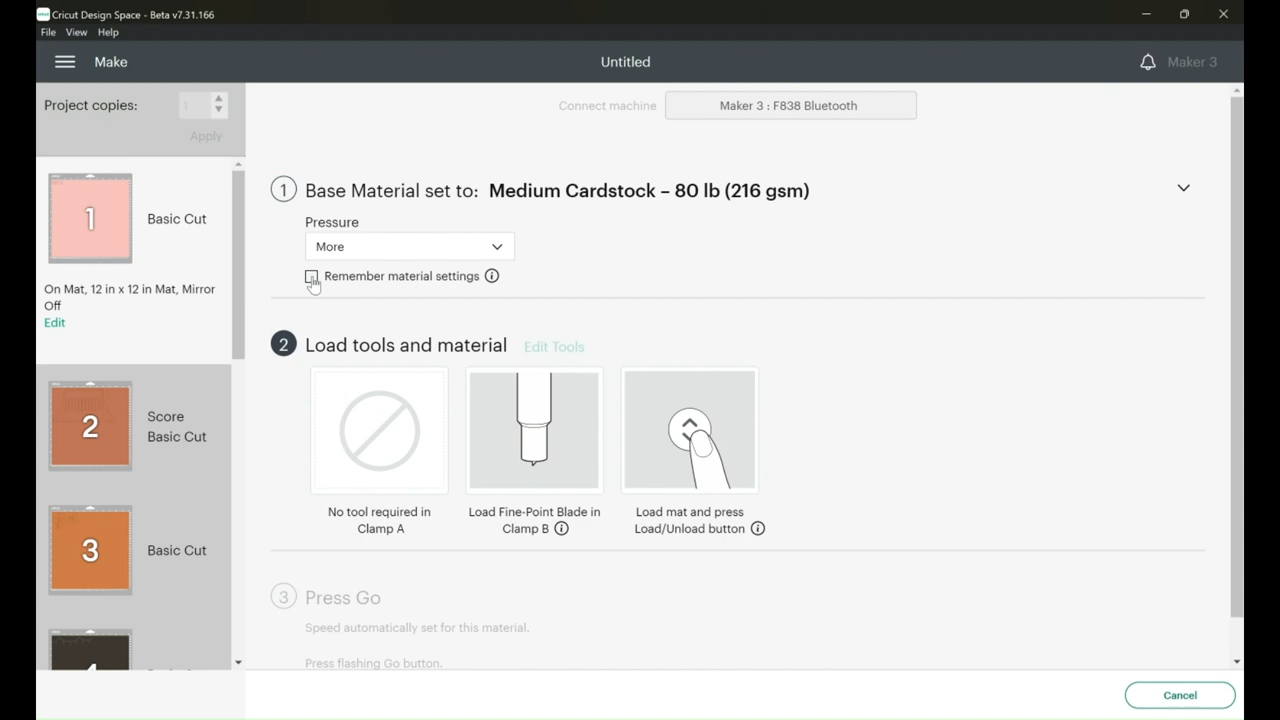 Cricut Design Space - Beta v7.31.166
File View Help
Make
Untitled
Maker 3
Project copies:
1
Apply
Connect machine
Maker 3 : F838 Bluetooth
1
Basic Cut
On Mat, 12 in x 12 in Mat, Mirror
Off
Edit
2
Score
Basic Cut
3
Basic Cut
1 Base Material set to: Medium Cardstock – 80 lb (216 gsm)
Pressure
More
Remember material settings
2 Load tools and material Edit Tools
No tool required in
Clamp A
Load Fine-Point Blade in
Clamp B
Load mat and press
Load/Unload button
3 Press Go
Speed automatically set for this material.
Press flashing Go button.
Cancel